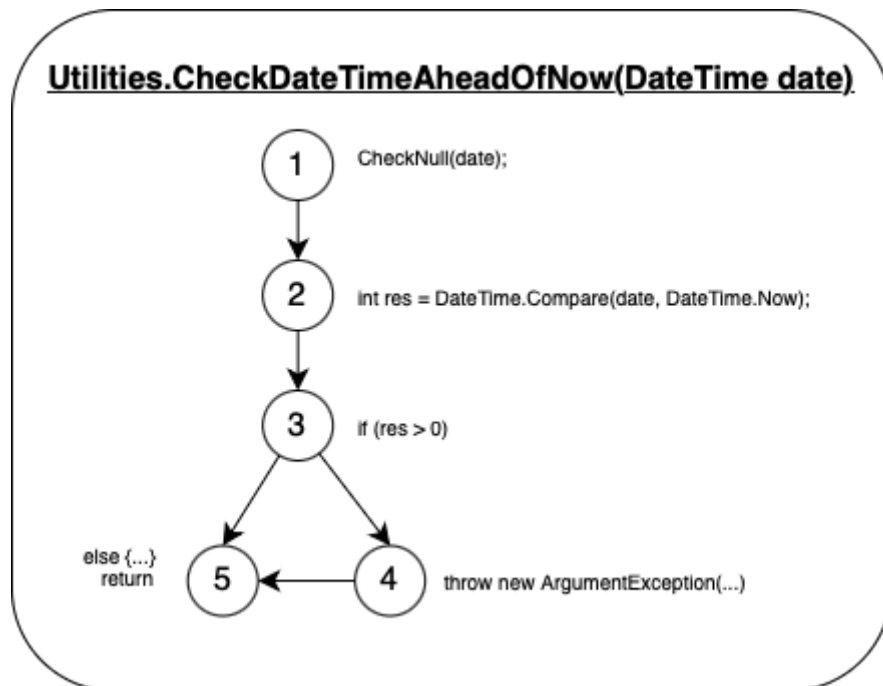 Utilities.CheckDateTimeAheadOfNow(DateTime date)
1
CheckNull(date);
2
int res = DateTime.Compare(date, DateTime.Now);
3
if (res > 0)
else {...}
return
5
4
throw new ArgumentException(...)